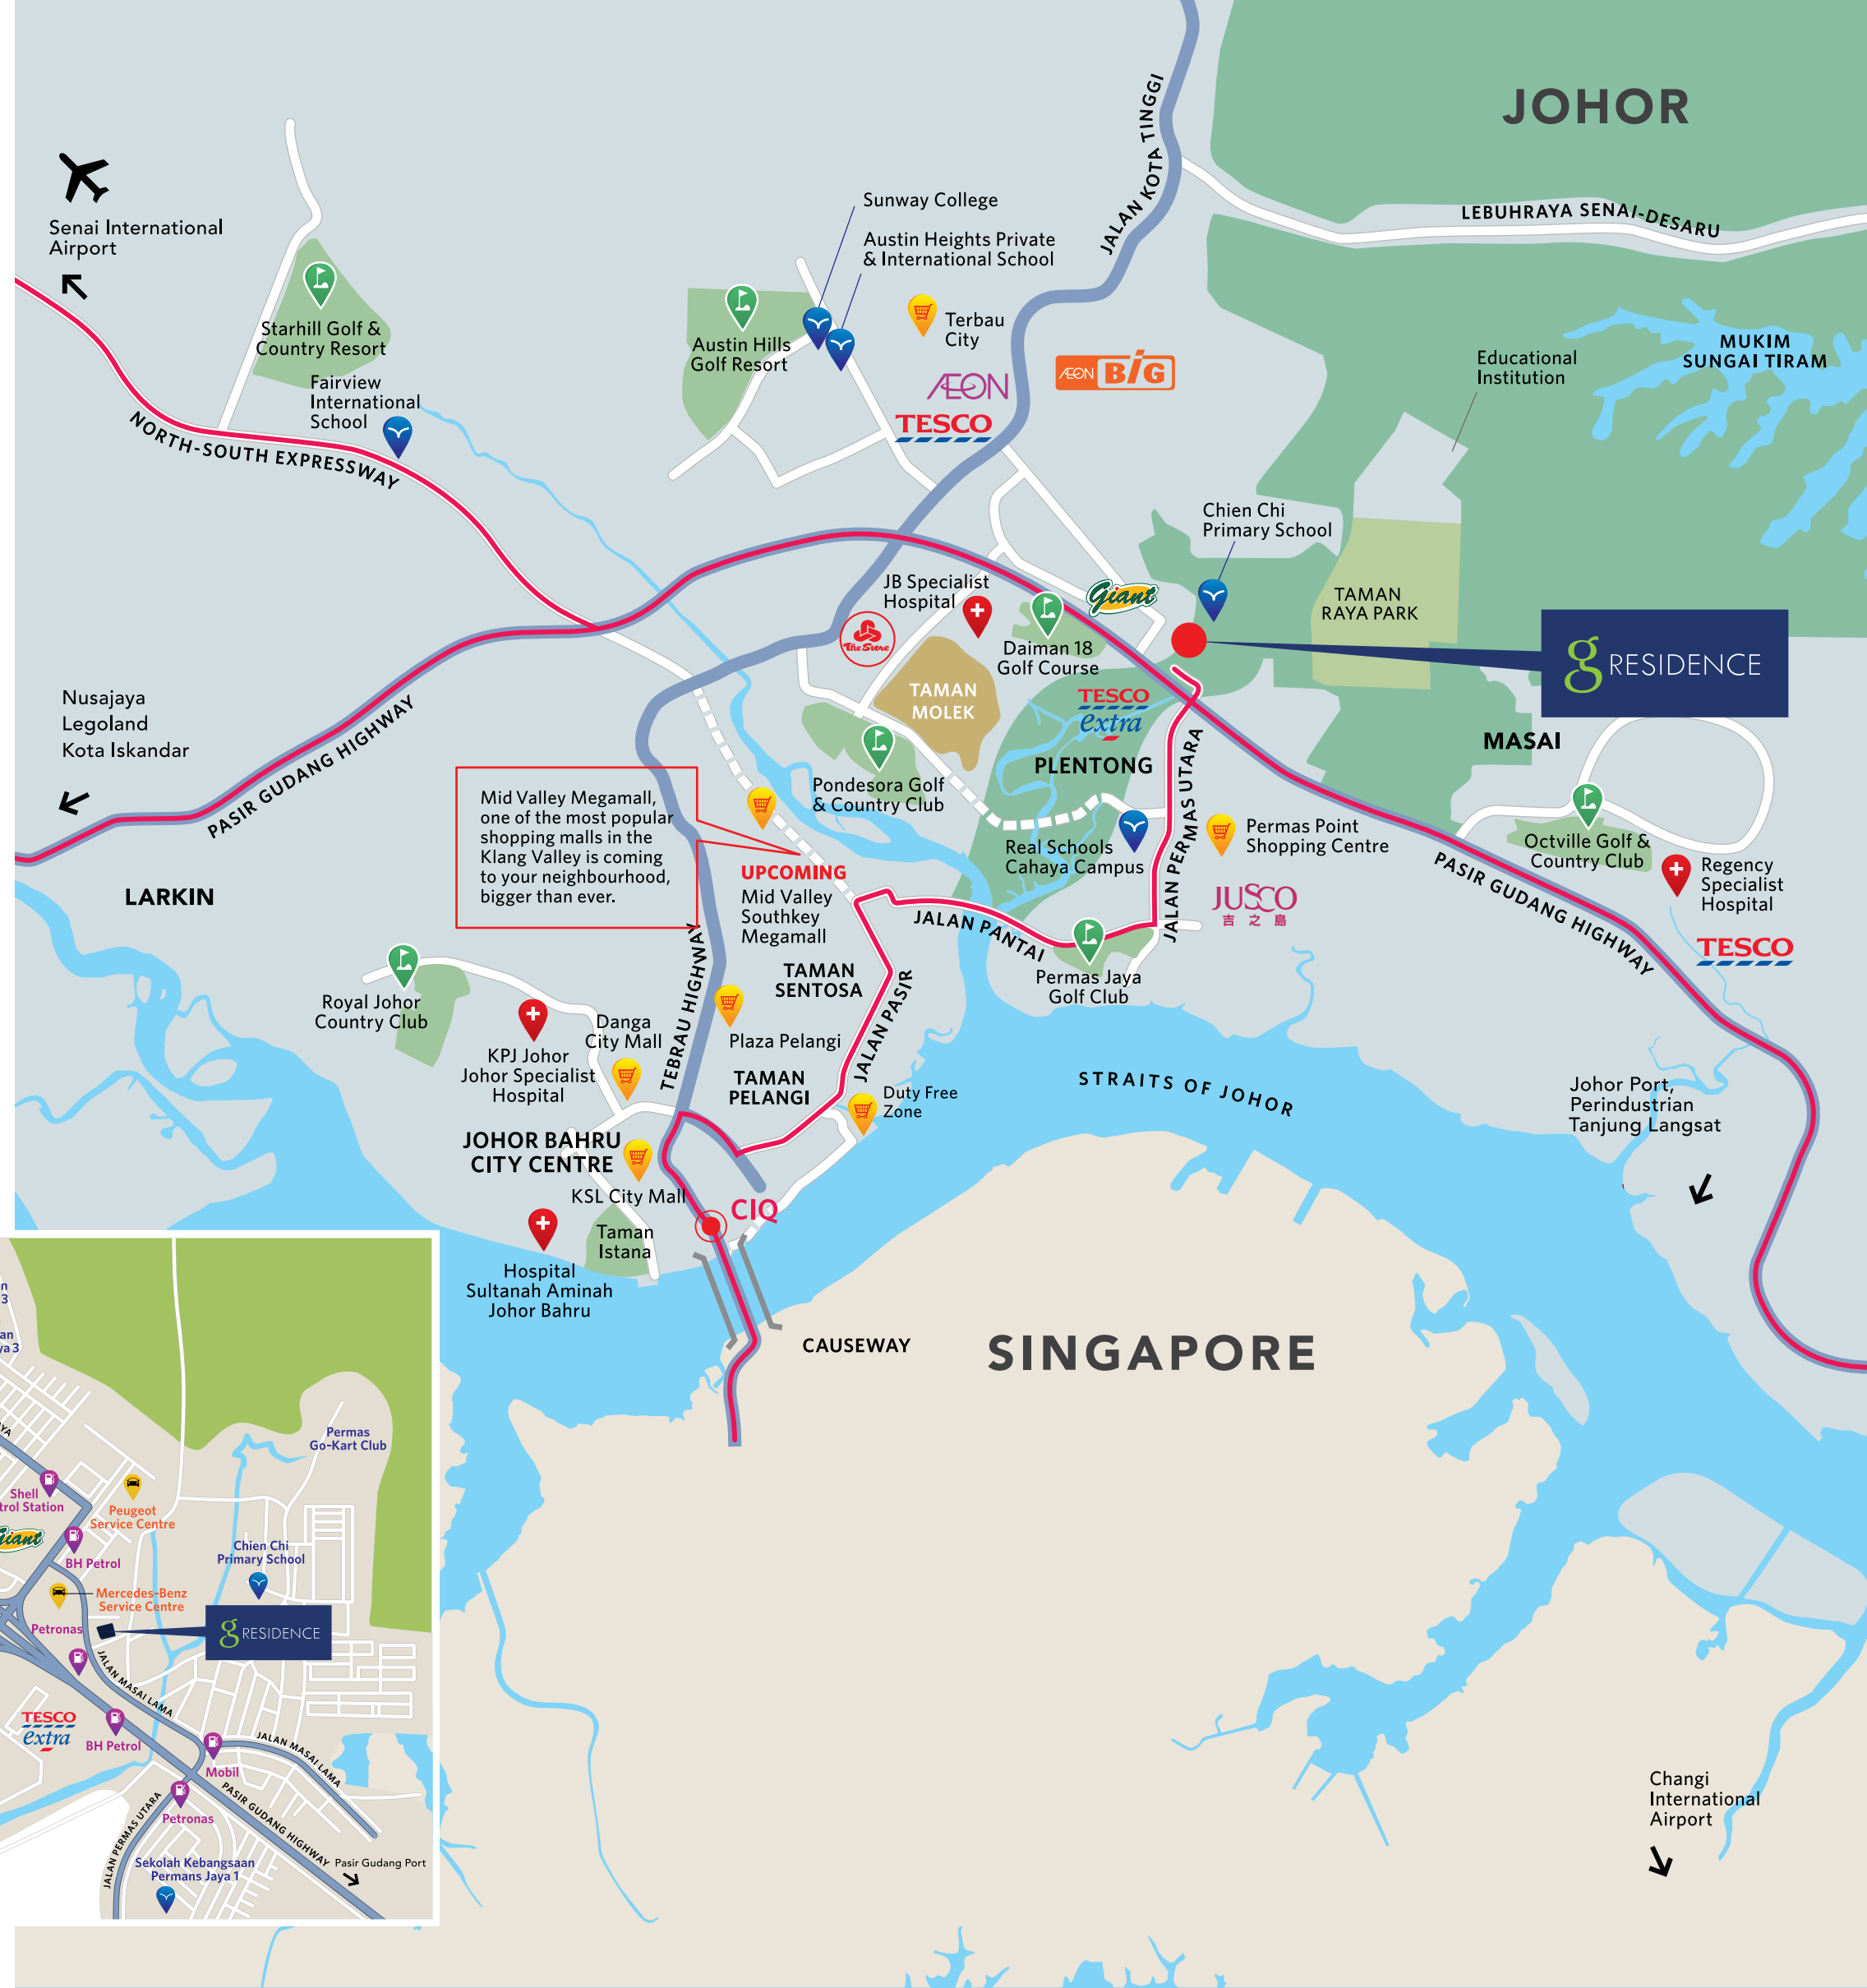 JOHOR
JALAN KOTA TINGGI
LEBUHRAYA SENAI-DESARU
Senai International
Airport
Sunway College
Austin Heights Private
& International School
Starhill Golf &
Country Resort
Austin Hills
Golf Resort
Terbau
City
MUKIM
SUNGAI TIRAM
Educational
Institution
Fairview
International
School
ÆON
ÆON BiG
TESCO
NORTH-SOUTH EXPRESSWAY
Chien Chi
Primary School
JB Specialist
Hospital
Giant
TAMAN
RAYA PARK
The Store
Daiman 18
Golf Course
g RESIDENCE
TAMAN
MOLEK
TESCO
extra
Nusajaya
Legoland
Kota Iskandar
PASIR GUDANG HIGHWAY
MASAI
PLENTONG
JALAN PERMAS UTARA
Pondesora Golf
& Country Club
Mid Valley Megamall,
one of the most popular
shopping malls in the
Klang Valley is coming
to your neighbourhood,
bigger than ever.
Real Schools
Cahaya Campus
Permas Point
Shopping Centre
Octville Golf &
Country Club
Regency
Specialist
Hospital
PASIR GUDANG HIGHWAY
UPCOMING
Mid Valley
Southkey
Megamall
LARKIN
JUSCO
吉之島
JALAN PANTAI
TESCO
TEBRAU HIGHWAY
TAMAN
SENTOSA
Permas Jaya
Golf Club
Royal Johor
Country Club
JALAN PASIR
Danga
City Mall
Plaza Pelangi
KPJ Johor
Johor Specialist
Hospital
TAMAN
PELANGI
Duty Free
Zone
STRAITS OF JOHOR
Johor Port,
Perindustrian
Tanjung Langsat
JOHOR BAHRU
CITY CENTRE
KSL City Mall
CIQ
Taman
Istana
Hospital
Sultanah Aminah
Johor Bahru
CAUSEWAY
SINGAPORE
Changi
International
Airport
n
3
an
ya 3
YA
Permas
Go-Kart Club
Shell
trol Station
Peugeot
Service Centre
Giant
BH Petrol
Chien Chi
Primary School
Mercedes-Benz
Service Centre
Petronas
g RESIDENCE
JALAN MASAI LAMA
TESCO
extra
BH Petrol
JALAN MASAI LAMA
Mobil
PASIR GUDANG HIGHWAY
Petronas
JALAN PERMAS UTARA
Sekolah Kebangsaan
Permans Jaya 1
Pasir Gudang Port